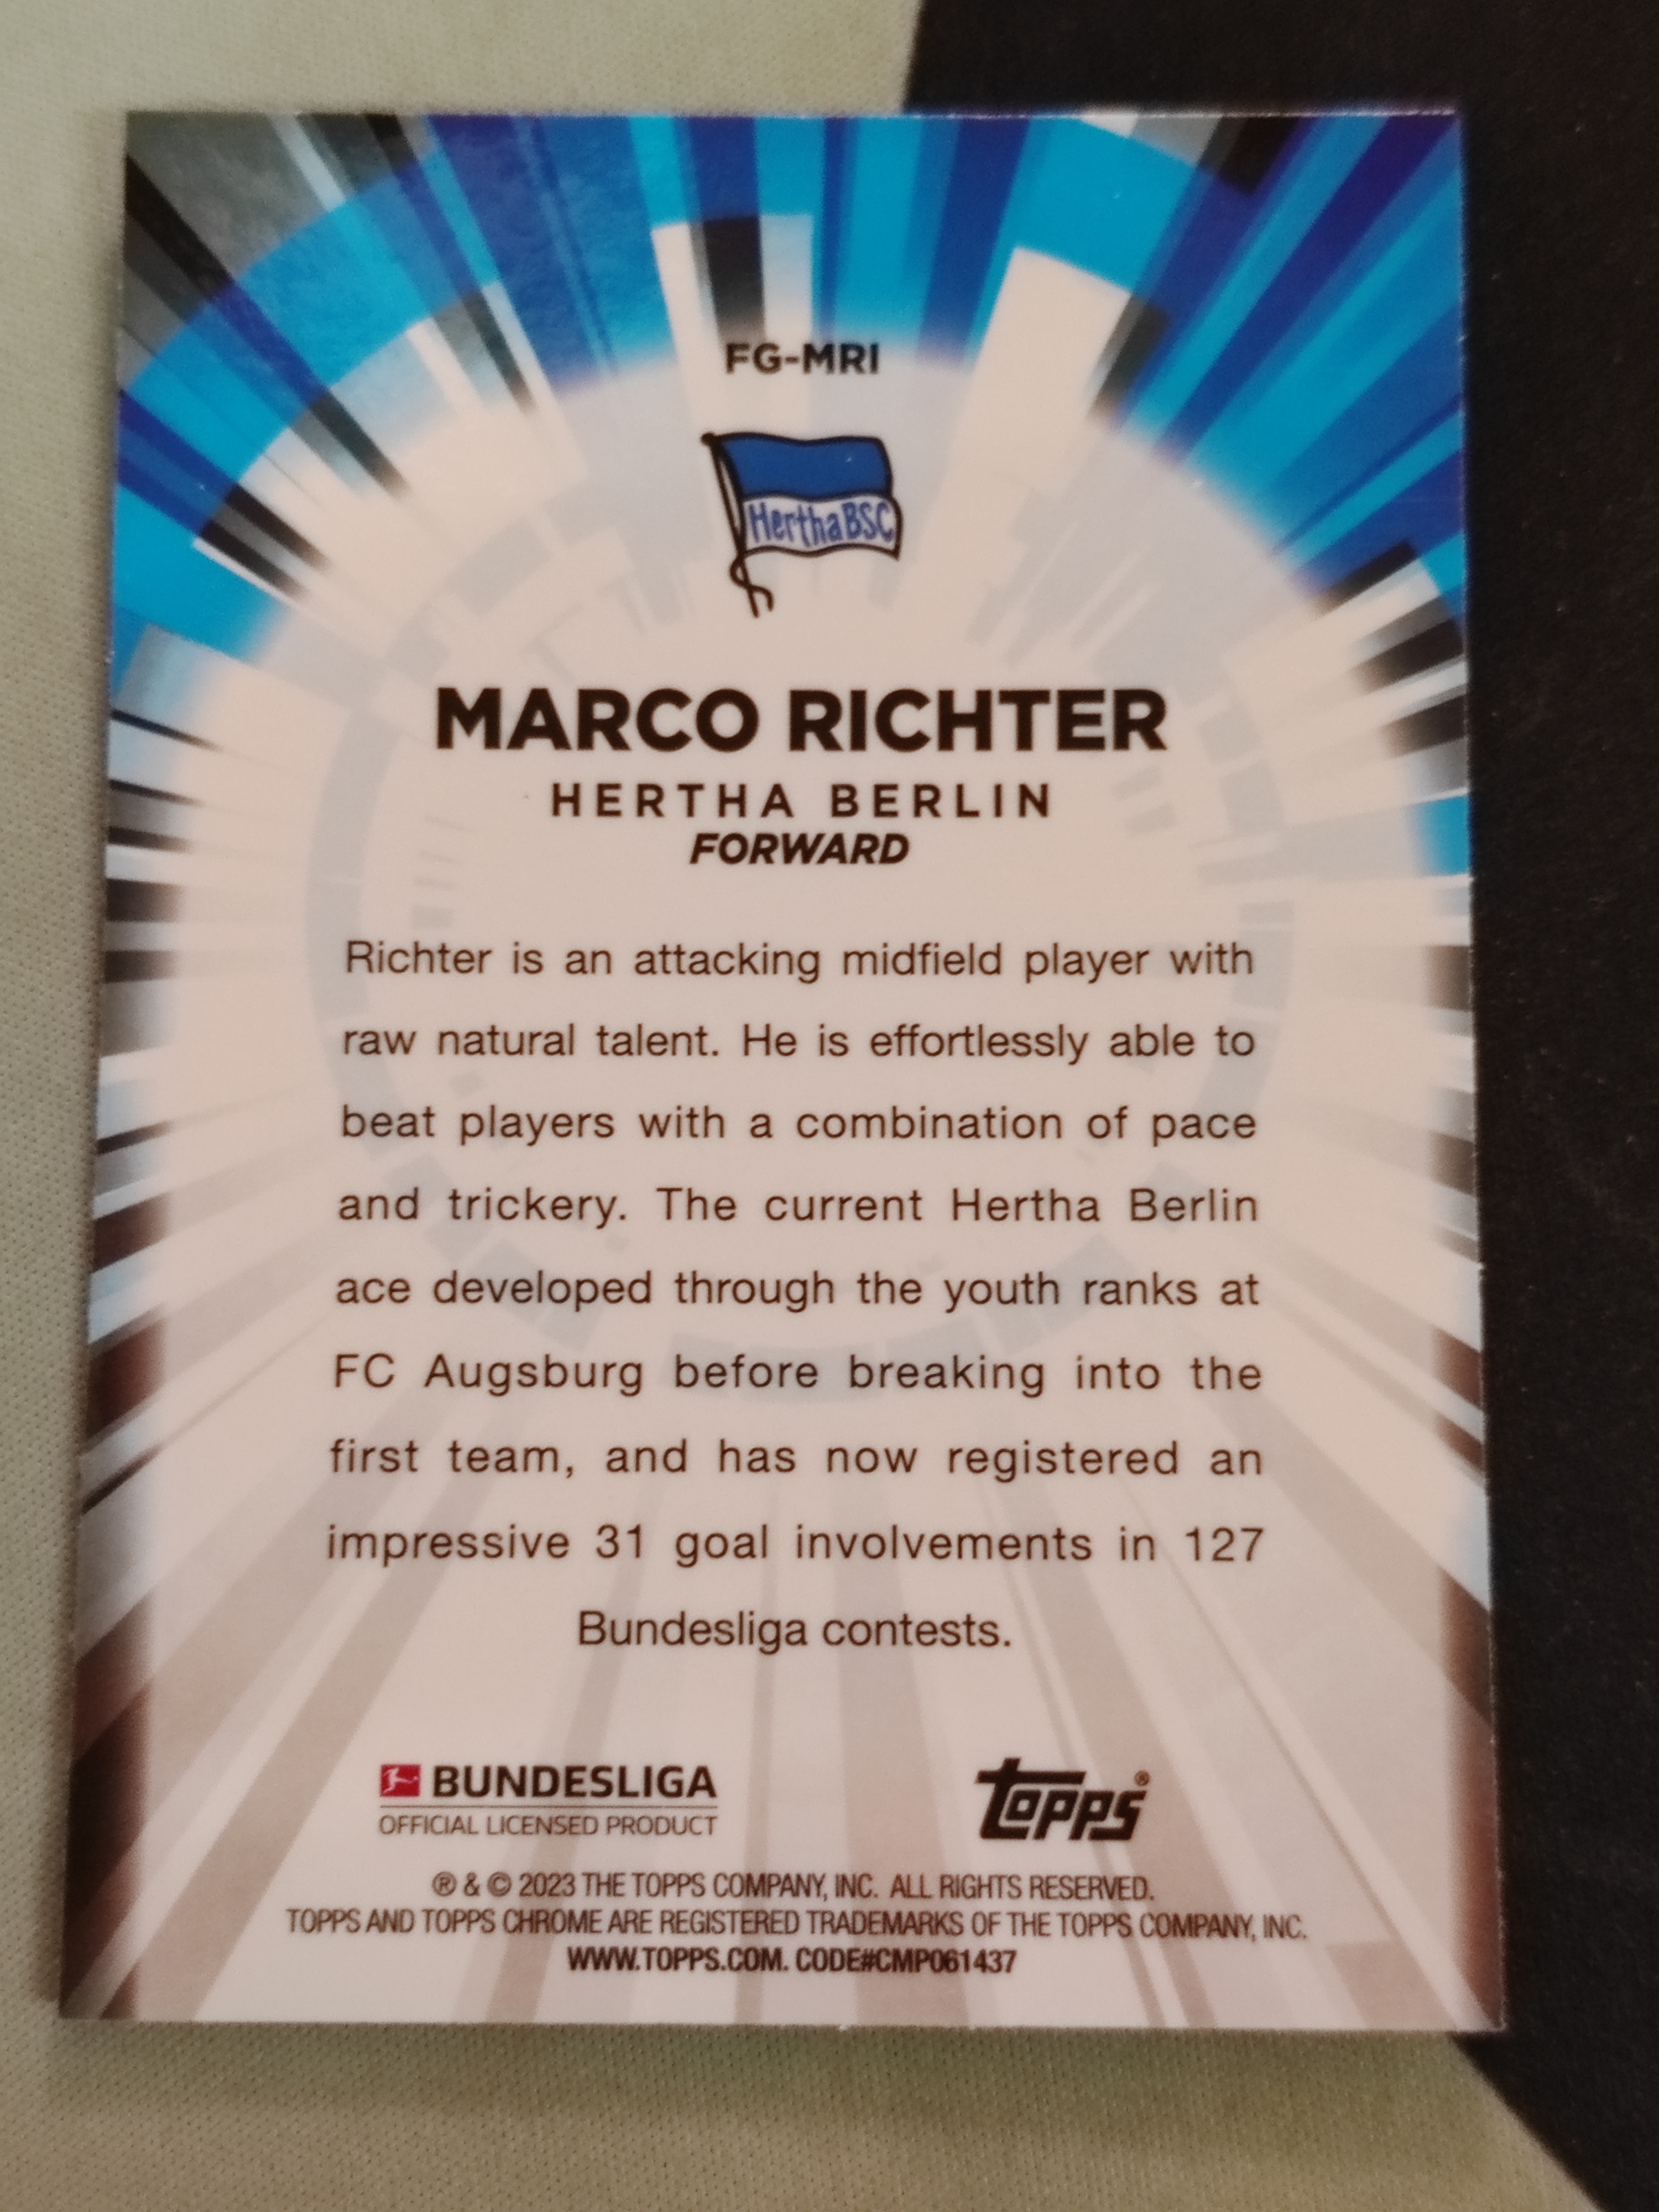 FG-MRI
Hertha BSC
MARCO RICHTER
HERTHA BERLIN
FORWARD
Richter is an attacking midfield player with
raw natural talent. He is effortlessly able to
beat players with a combination of pace
and trickery. The current Hertha Berlin
ace developed through the youth ranks at
FC Augsburg before breaking into the
first team, and has now registered an
impressive 31 goal involvements in 127
Bundesliga contests.
BUNDESLIGA
OFFICIAL LICENSED PRODUCT
topps®
® & © 2023 THE TOPPS COMPANY, INC. ALL RIGHTS RESERVED.
TOPPS AND TOPPS CHROME ARE REGISTERED TRADEMARKS OF THE TOPPS COMPANY, INC.
WWW.TOPPS.COM. CODE#CMP061437